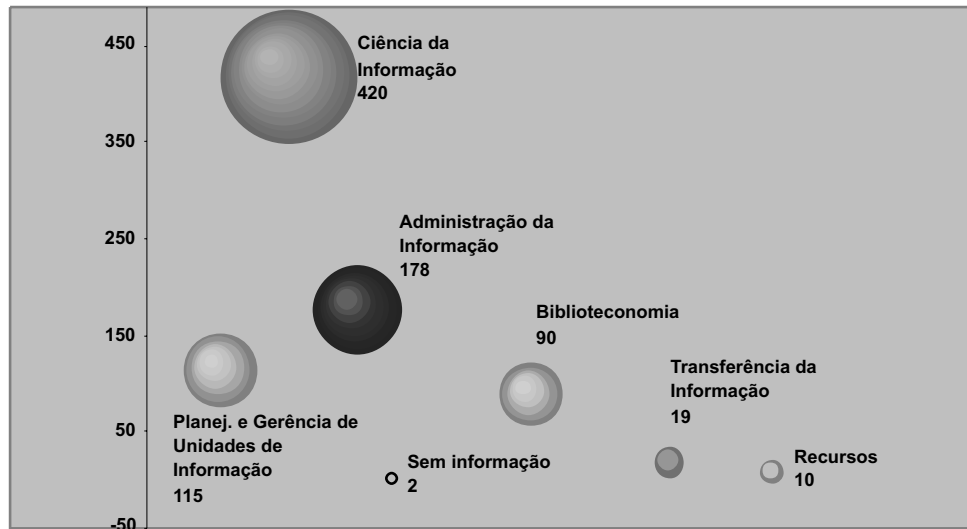 450
350
250
150
50
-50
Ciência da
Informação
420
Administração da
Informação
178
Biblioteconomia
90
Transferência da
Informação
19
Planej. e Gerência de
Unidades de
Informação
115
Sem informação
2
Recursos
10